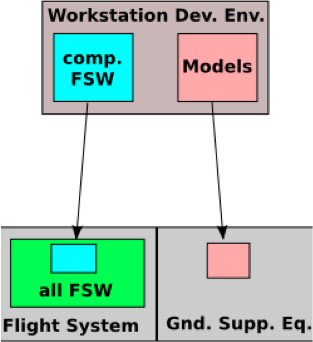 Workstation Dev. Env.
comp.
FSW
Models
all FSW
Flight System
Gnd. Supp. Eq.